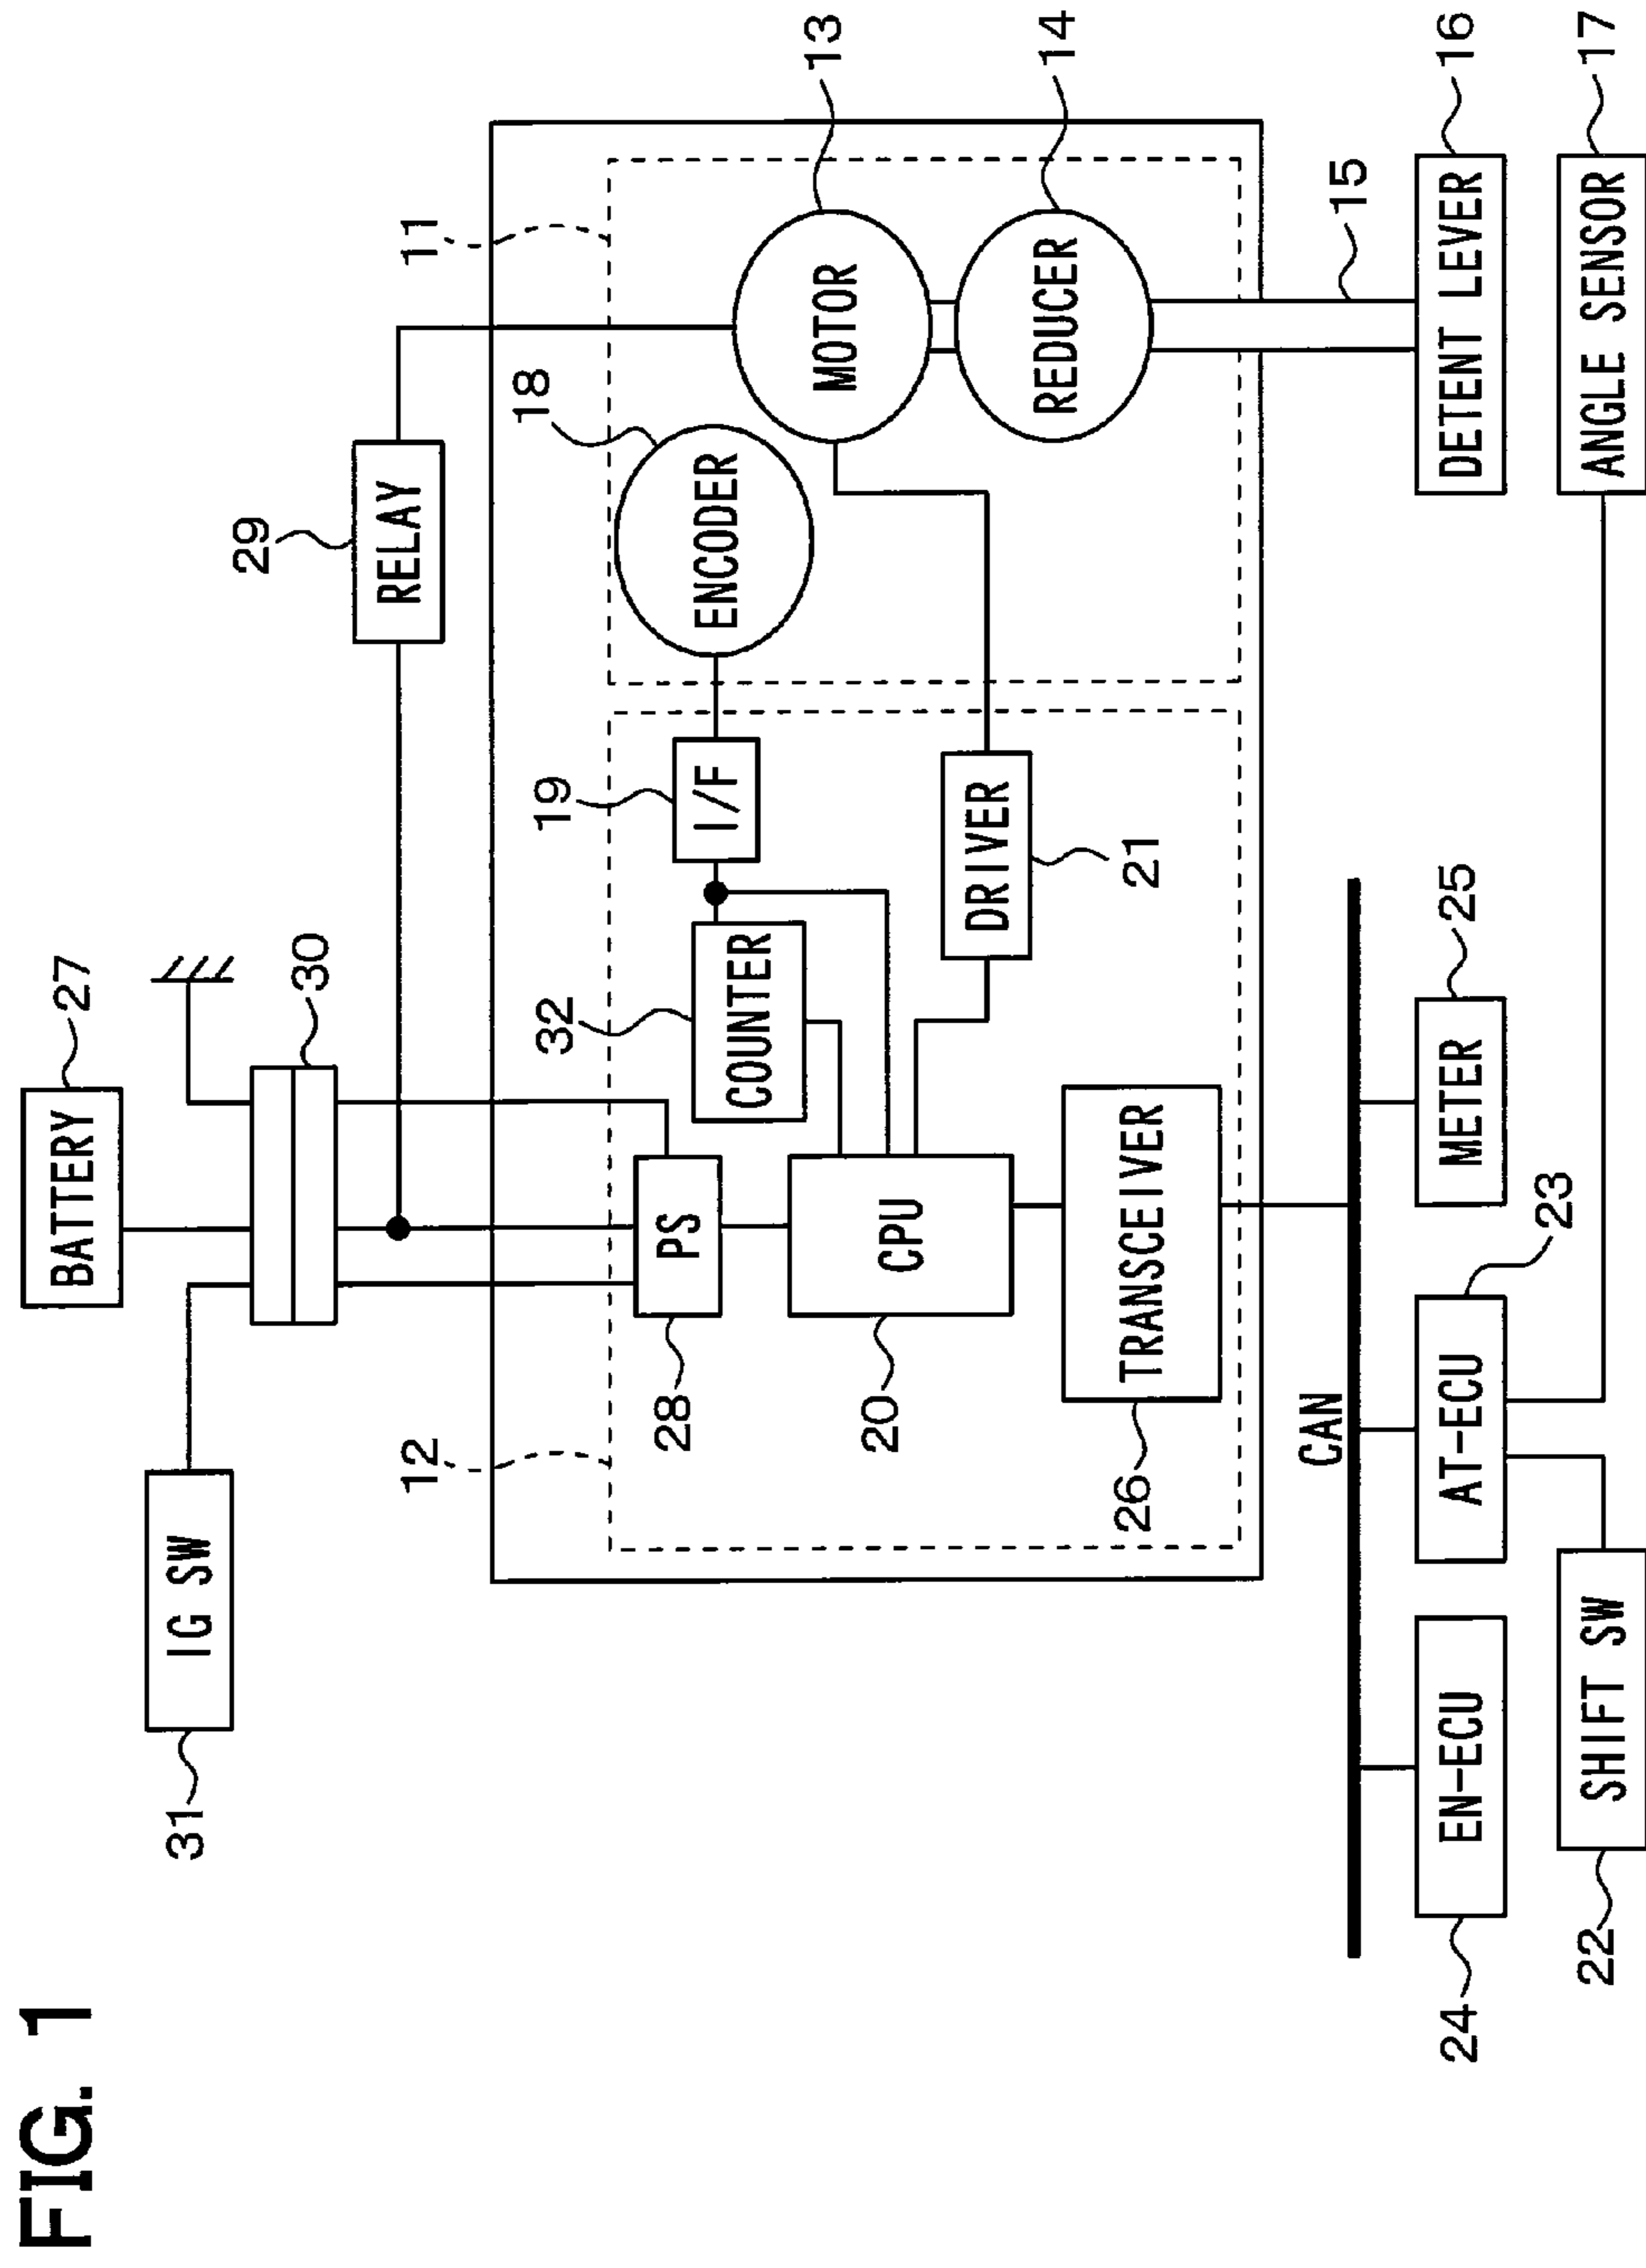 FIG. 1
BATTERY
27
IG SW
31
30
29
RELAY
11
12
18
ENCODER
13
MOTOR
14
REDUCER
19
I/F
32
COUNTER
PS
28
CPU
20
DRIVER
21
TRANSCEIVER
26
15
CAN
EN-ECU
24
AT-ECU
23
METER
25
DETENT LEVER
16
SHIFT SW
22
ANGLE SENSOR
17